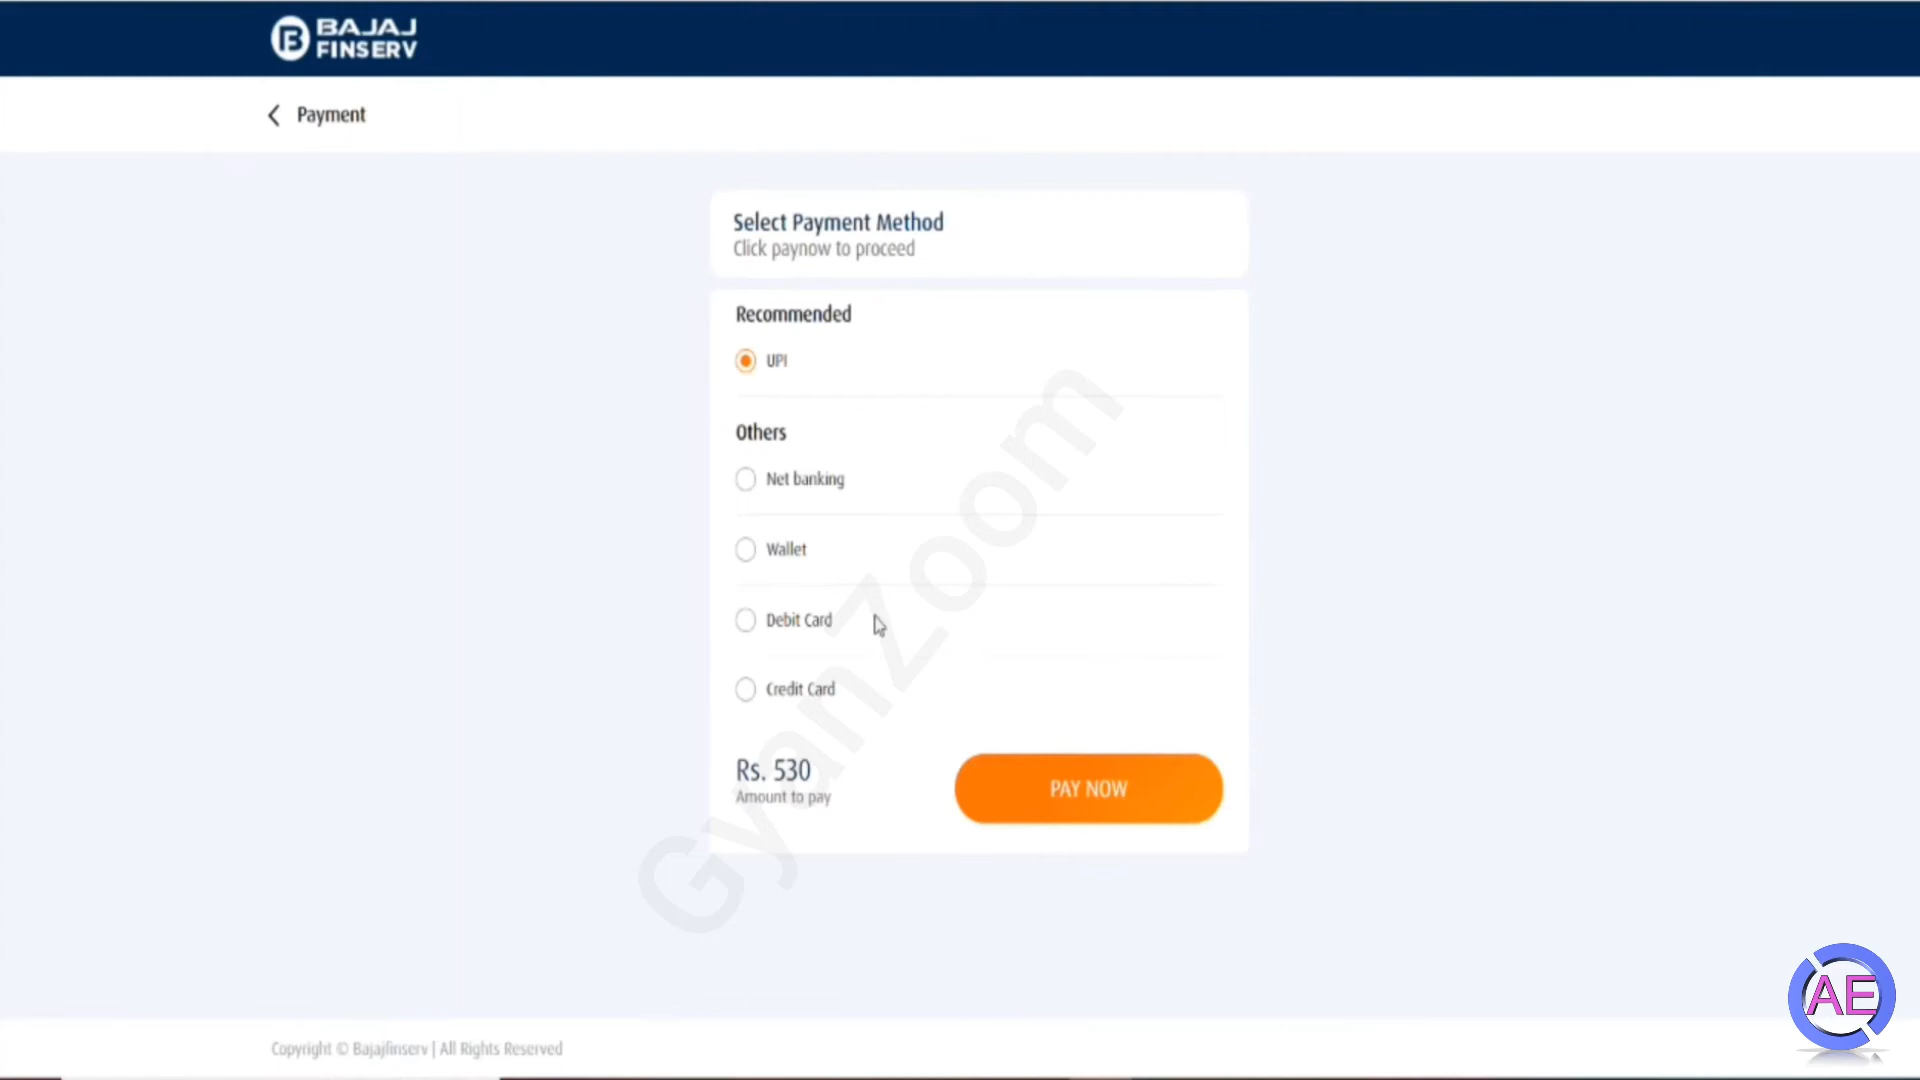 BAJAJ
FINSERV
Payment
Select Payment Method
Click paynow to proceed
Recommended
UPI
Others
Net banking
Wallet
Debit Card
Credit Card
Rs. 530
Amount to pay
PAY NOW
GyanZoom
AE
Copyright © Bajajfinserv | All Rights Reserved